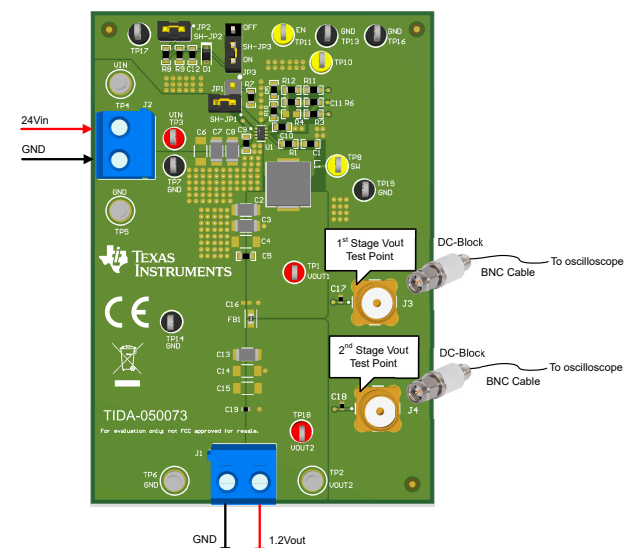 JP2
OFF
SH-JP2
EN
TP11
GND
TP13
GND
TP16
TP17
SH-JP3
ON
JP3
R8 R9 C12 D1
TP10
VIN
TP4
JP1
R7
R12 R11
C11 R6
SH-JP1
R4 R3
C10
24Vin
J2
VIN
TP3
C6 C7 C8
C9
U1
R1
C1
GND
TP7
GND
TP8
SW
TP15
GND
GND
TP5
C2
C3
C4
C5
1st Stage Vout
Test Point
DC-Block
To oscilloscope
BNC Cable
TEXAS
INSTRUMENTS
TP1
VOUT1
C17
J3
CE
C16
FB1
TP14
GND
2nd Stage Vout
Test Point
DC-Block
To oscilloscope
BNC Cable
C13
C14
C15
C18
J4
C19
TIDA-050073
For evaluation only; not FCC approved for resale.
TP18
VOUT2
J1
TP6
GND
TP2
VOUT2
GND
1.2Vout